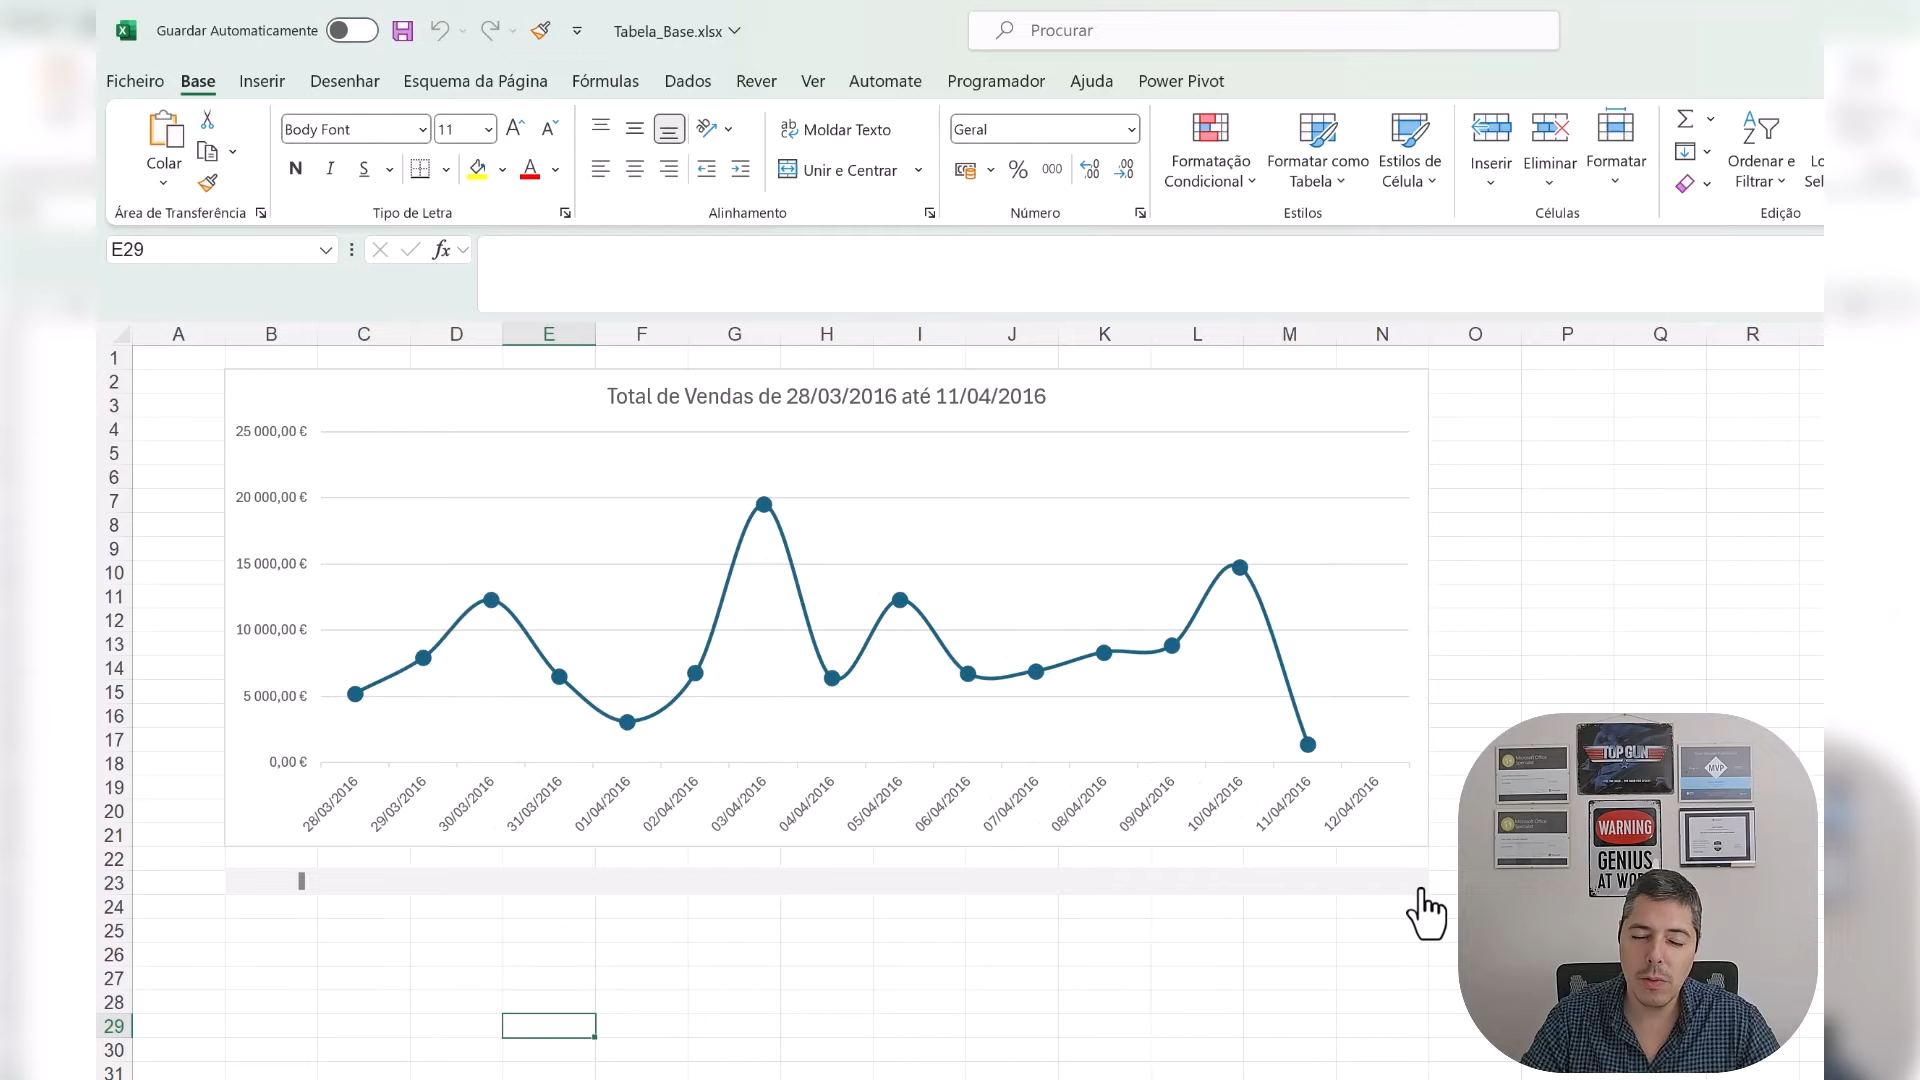 Guardar Automaticamente
Tabela_Base.xlsx
Procurar
Ficheiro Base Inserir Desenhar Esquema da Página Fórmulas Dados Rever Ver Automate Programador Ajuda Power Pivot
Colar
Body Font 11
N I S
ab Moldar Texto
Unir e Centrar
Geral
% 000
Formatação Condicional
Formatar como Tabela
Estilos de Célula
Inserir Eliminar Formatar
Ordenar e Filtrar
Área de Transferência Tipo de Letra Alinhamento Número Estilos Células Edição
E29
fx
A B C D E F G H I J K L M N O P Q R
1
2
3
4
5
6
7
8
9
10
11
12
13
14
15
16
17
18
19
20
21
22
23
24
25
26
27
28
29
30
31
Total de Vendas de 28/03/2016 até 11/04/2016
25 000,00 €
20 000,00 €
15 000,00 €
10 000,00 €
5 000,00 €
0,00 €
28/03/2016 29/03/2016 30/03/2016 31/03/2016 01/04/2016 02/04/2016 03/04/2016 04/04/2016 05/04/2016 06/04/2016 07/04/2016 08/04/2016 09/04/2016 10/04/2016 11/04/2016 12/04/2016
TOP GUN
MVP
WARNING
GENIUS
AT WO